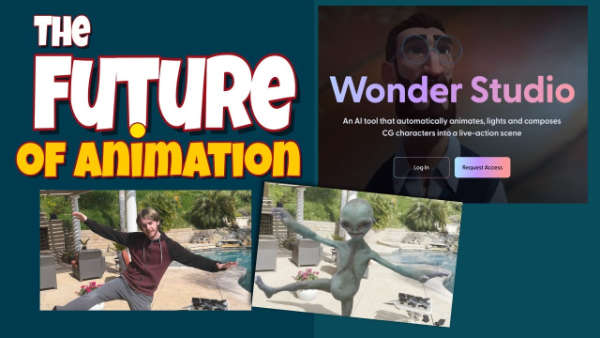 THE
FUTURE
OF ANIMATION
Wonder Studio
An AI tool that automatically animates, lights and composes
CG characters into a live-action scene
Log In
Request Access